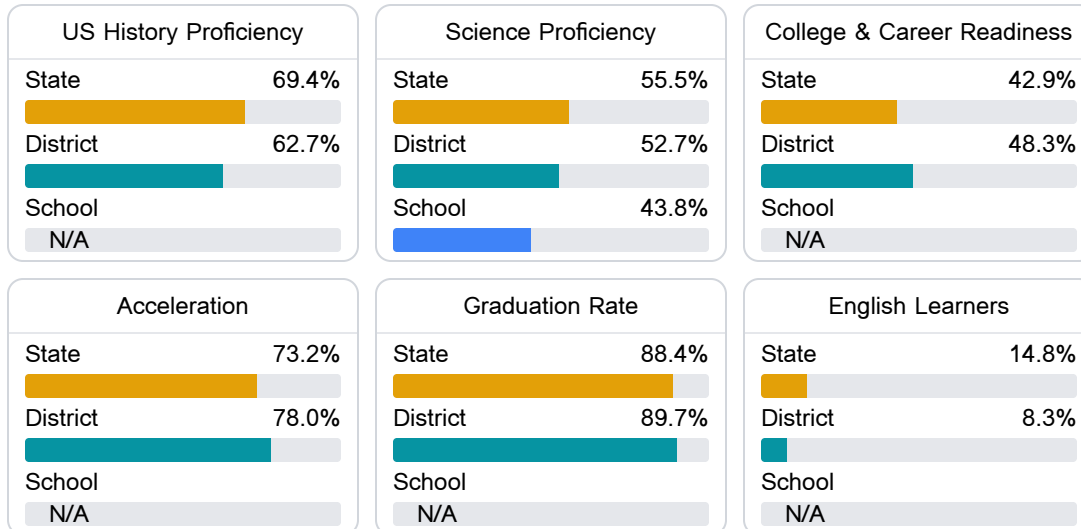 US History Proficiency
State 69.4%
District 62.7%
School
N/A
Science Proficiency
State 55.5%
District 52.7%
School 43.8%
College & Career Readiness
State 42.9%
District 48.3%
School
N/A
Acceleration
State 73.2%
District 78.0%
School
N/A
Graduation Rate
State 88.4%
District 89.7%
School
N/A
English Learners
State 14.8%
District 8.3%
School
N/A